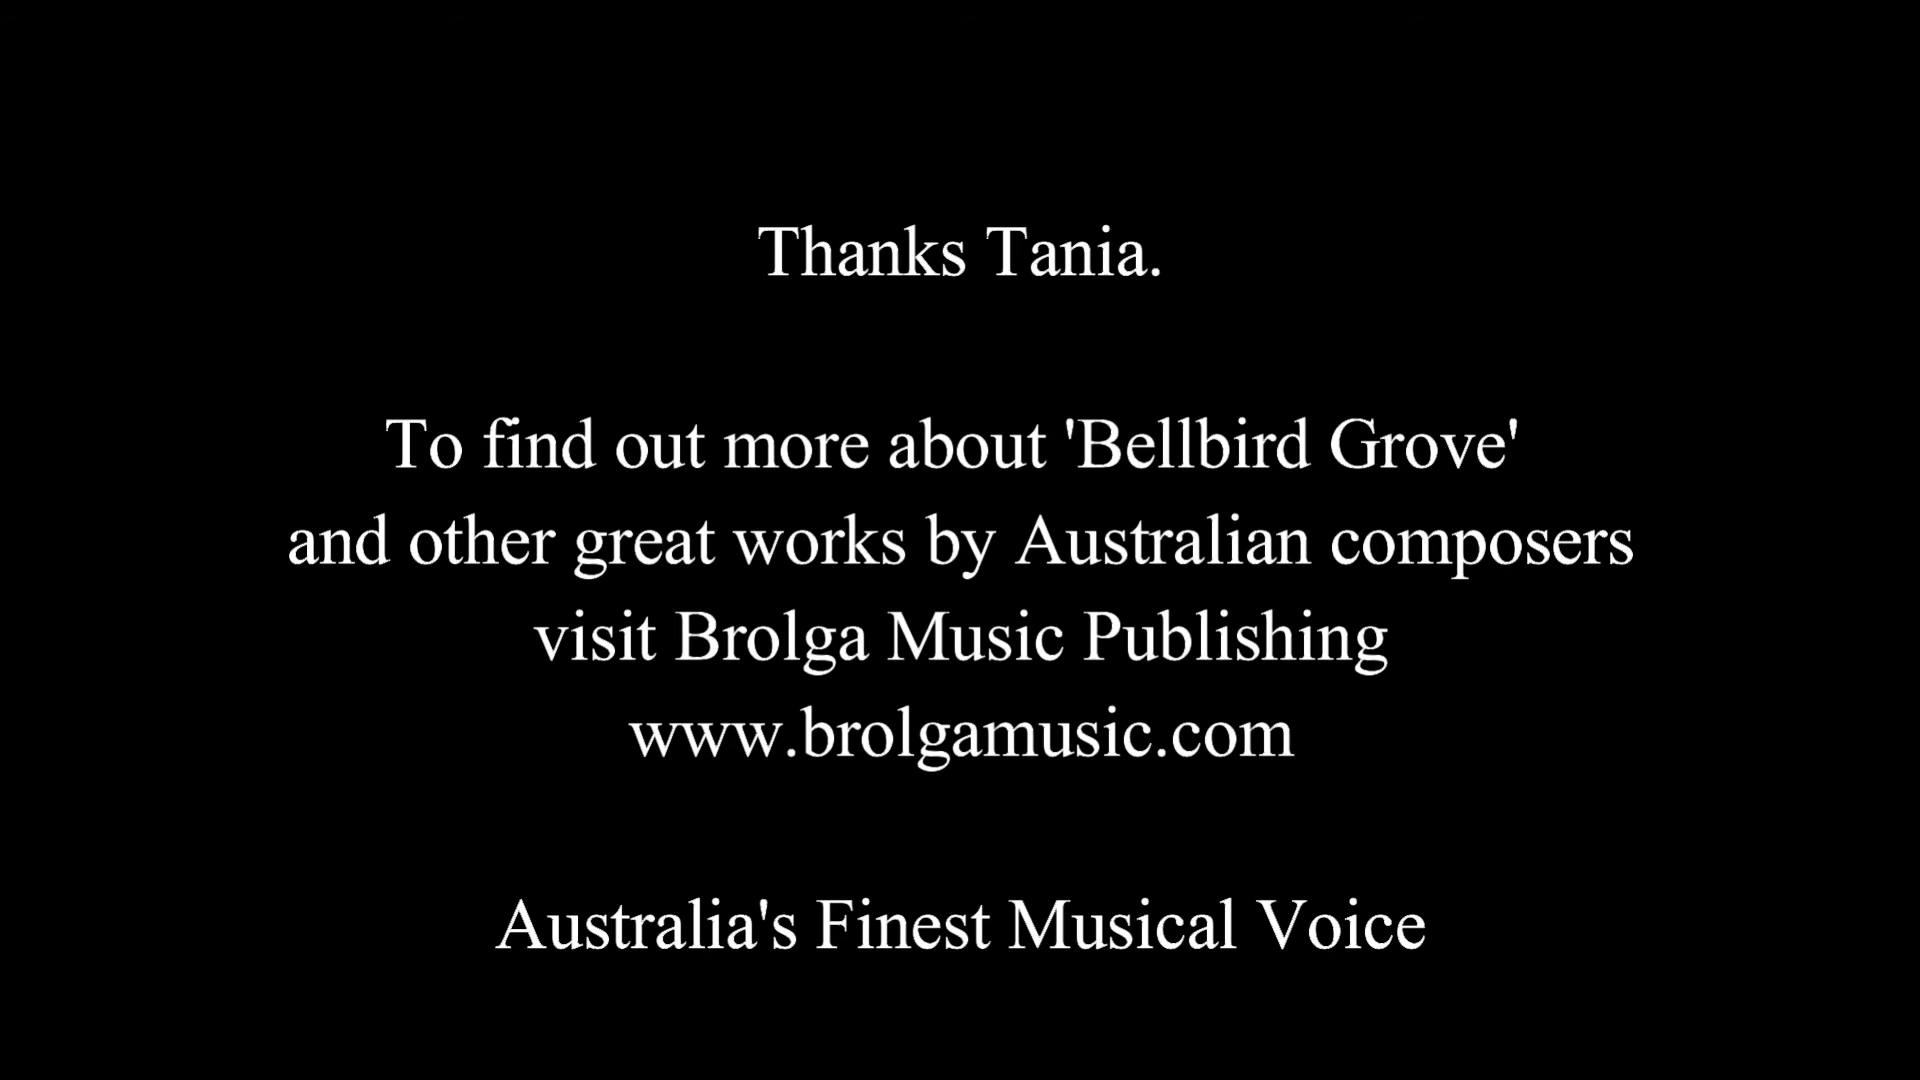 Thanks Tania.
To find out more about 'Bellbird Grove'
and other great works by Australian composers
visit Brolga Music Publishing
www.brolgamusic.com
Australia's Finest Musical Voice